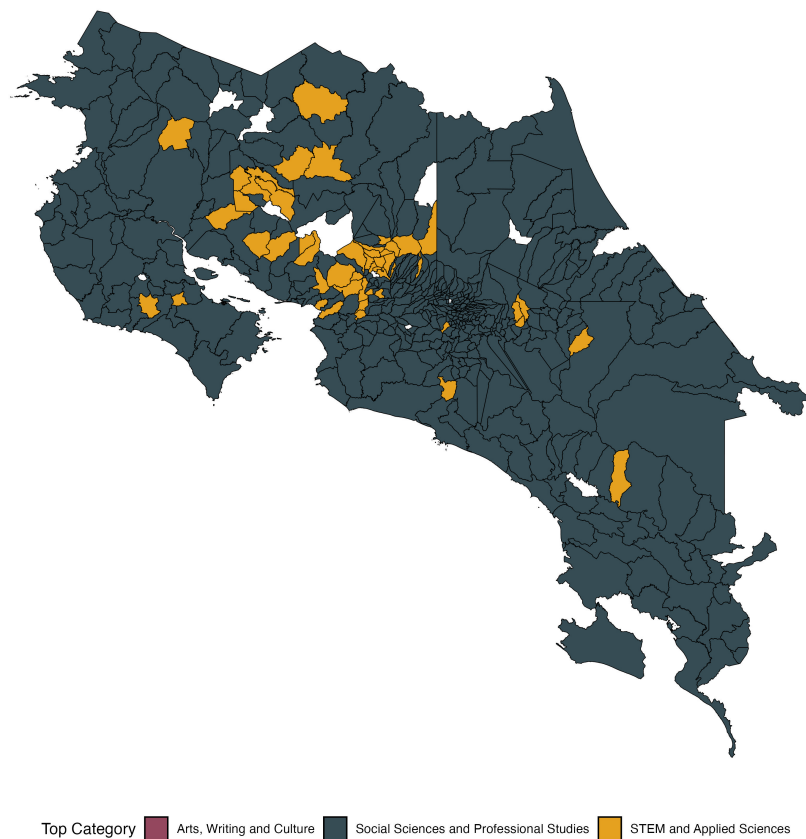 Top Category Arts, Writing and Culture Social Sciences and Professional Studies STEM and Applied Sciences